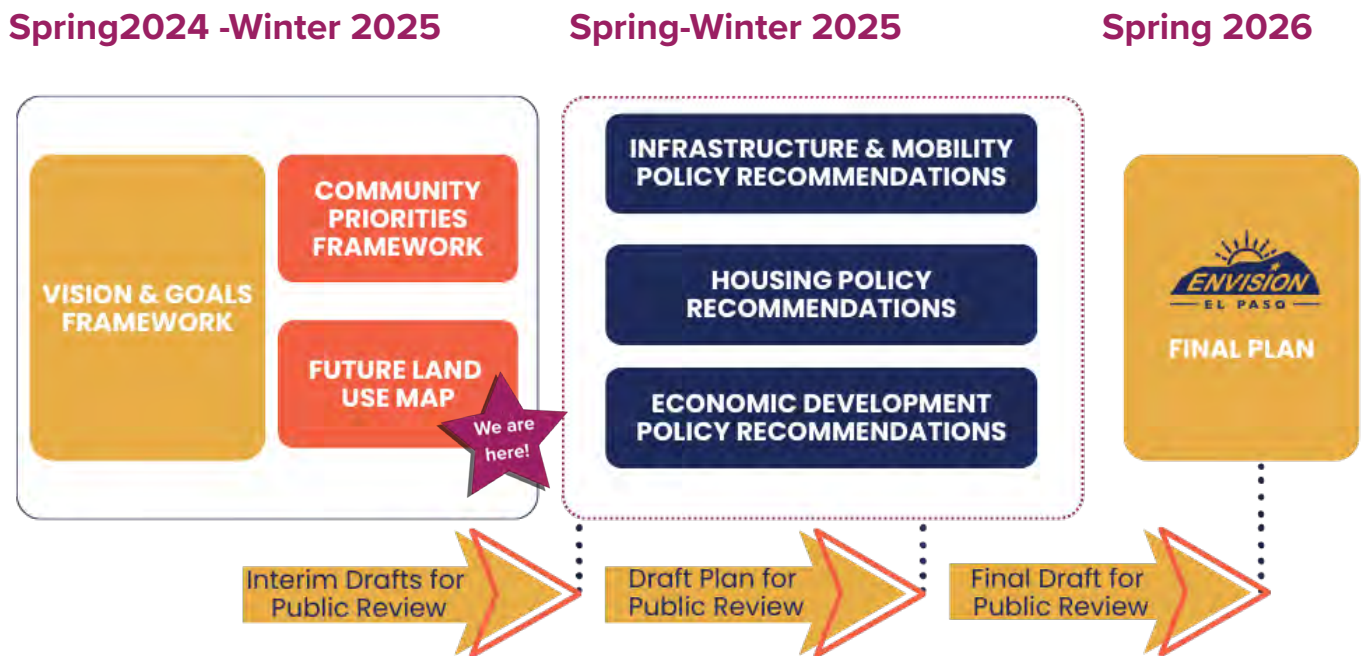 Spring2024 -Winter 2025
Spring-Winter 2025
Spring 2026
VISION & GOALS
FRAMEWORK
COMMUNITY
PRIORITIES
FRAMEWORK
FUTURE LAND
USE MAP
We are
here!
INFRASTRUCTURE & MOBILITY
POLICY RECOMMENDATIONS
HOUSING POLICY
RECOMMENDATIONS
ECONOMIC DEVELOPMENT
POLICY RECOMMENDATIONS
ENVISION
EL PASO
FINAL PLAN
Interim Drafts for
Public Review
Draft Plan for
Public Review
Final Draft for
Public Review